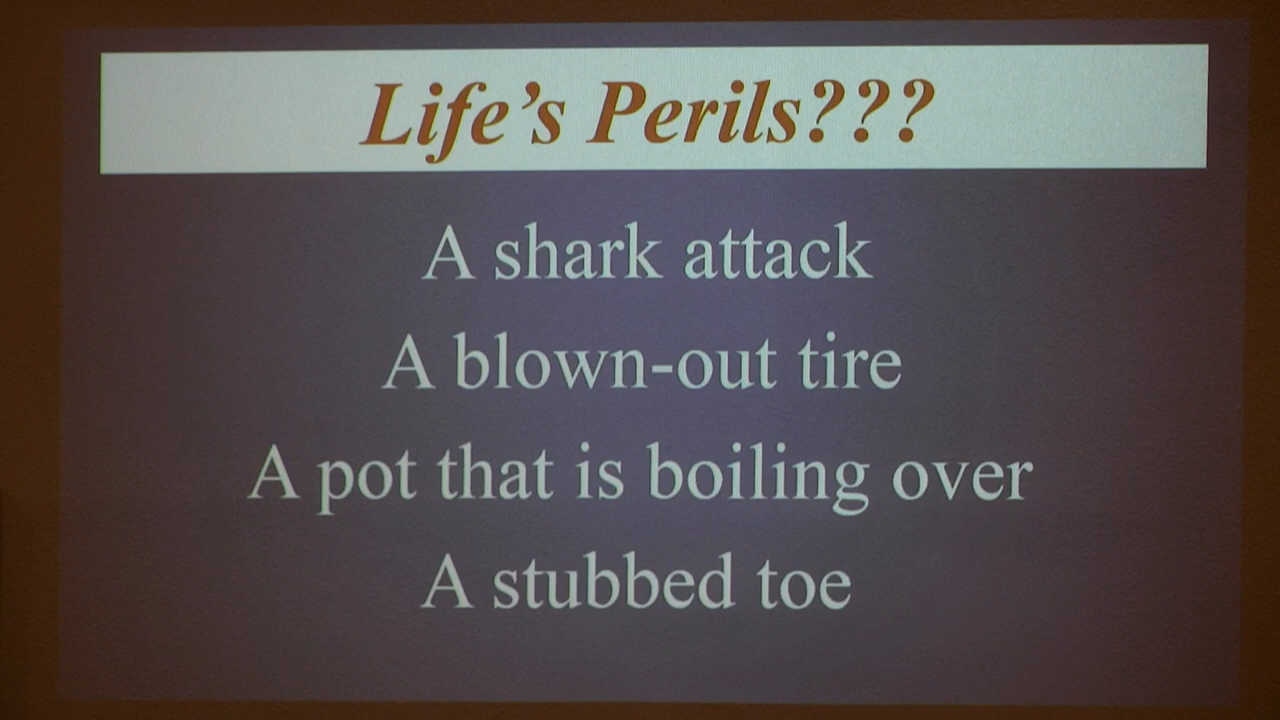 Life’s Perils???
A shark attack
A blown-out tire
A pot that is boiling over
A stubbed toe